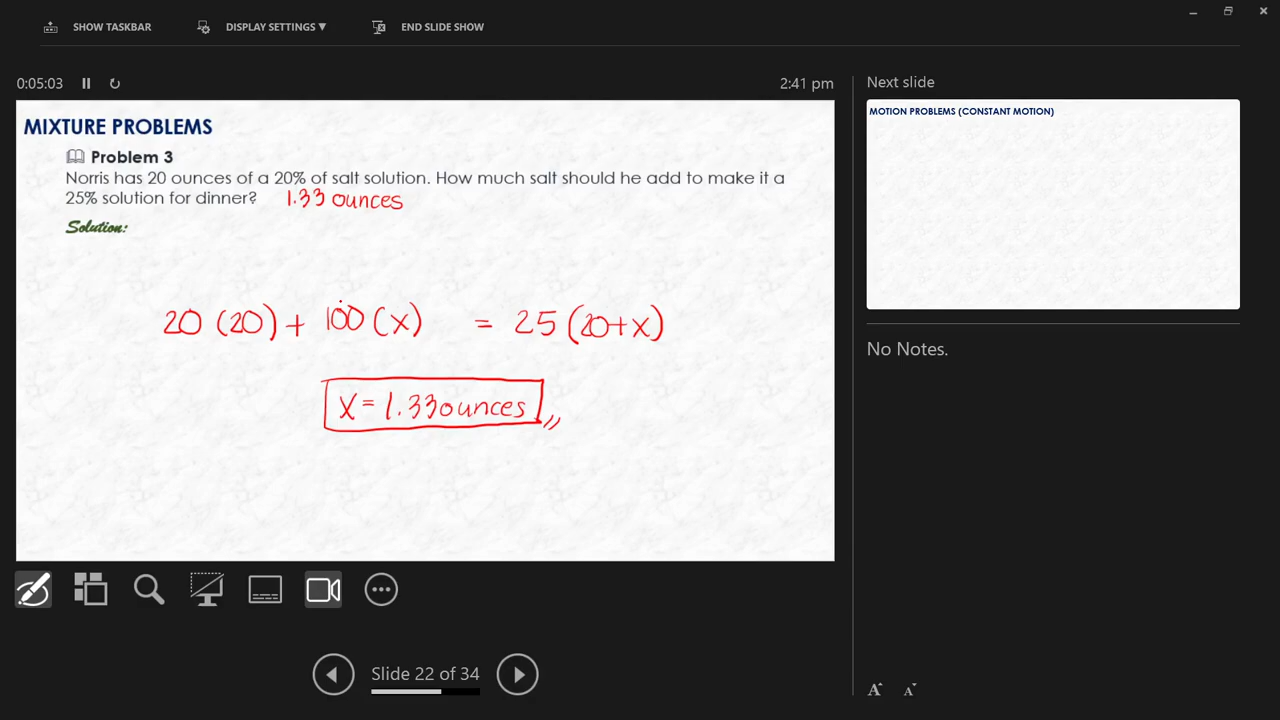 SHOW TASKBAR DISPLAY SETTINGS ▼ END SLIDE SHOW
0:05:03 2:41 pm
MIXTURE PROBLEMS
Problem 3
Norris has 20 ounces of a 20% of salt solution. How much salt should he add to make it a
25% solution for dinner? 1.33 ounces
Solution:
20 (20) + 100 (x) = 25 (20+x)
x = 1.33 ounces
Slide 22 of 34
Next slide
MOTION PROBLEMS (CONSTANT MOTION)
No Notes.
A A